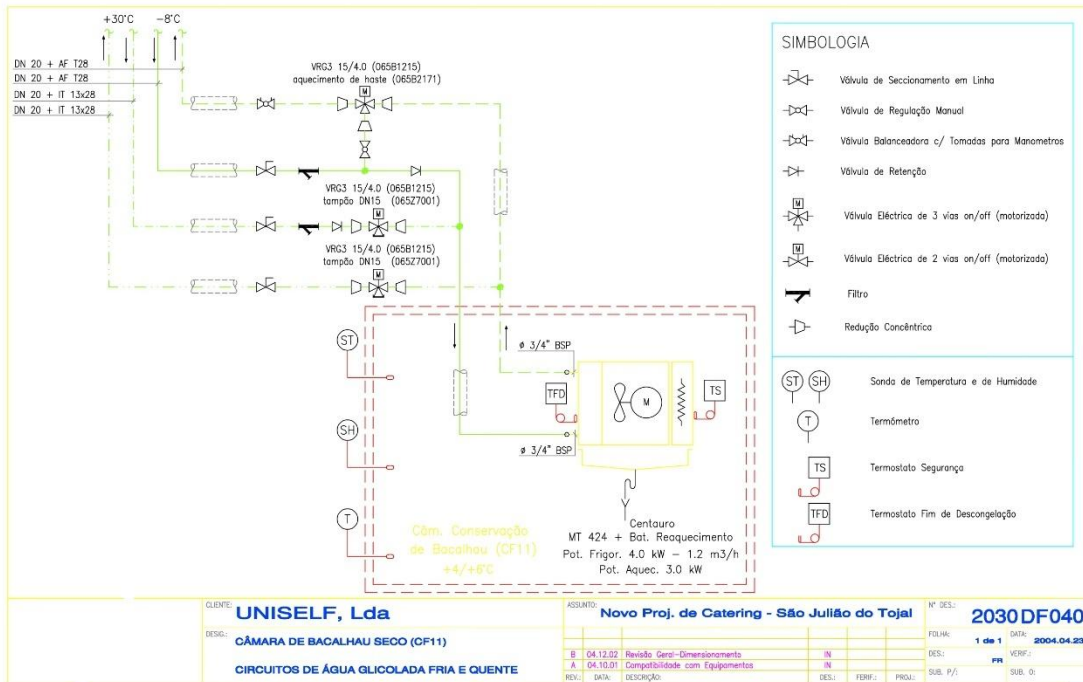 +30°C
-8°C
DN 20 + AF T28
DN 20 + AF T28
DN 20 + IT 13x28
DN 20 + IT 13x28
VRG3 15/4.0 (065B1215)
aquecimento de haste (065B2171)
M
VRG3 15/4.0 (065B1215)
tampão DN15 (065Z7001)
M
VRG3 15/4.0 (065B1215)
tampão DN15 (065Z7001)
M
ST
SH
T
ø 3/4" BSP
TFD
M
TS
ø 3/4" BSP
Câm. Conservação
de Bacalhau (CF11)
+4/+6°C
Centauro
MT 424 + Bat. Reaquecimento
Pot. Frigor. 4.0 kW - 1.2 m3/h
Pot. Aquec. 3.0 kW
SIMBOLOGIA
Válvula de Seccionamento em Linha
Válvula de Regulação Manual
Válvula Balanceadora c/ Tomadas para Manometros
Válvula de Retenção
M
Válvula Eléctrica de 3 vias on/off (motorizada)
M
Válvula Eléctrica de 2 vias on/off (motorizada)
Filtro
Redução Concêntrica
ST SH Sonda de Temperatura e de Humidade
T Termómetro
TS Termostato Segurança
TFD Termostato Fim de Descongelação
CLIENTE: UNISELF, Lda
DESIG.: CÂMARA DE BACALHAU SECO (CF11)
CIRCUITOS DE ÁGUA GLICOLADA FRIA E QUENTE
ASSUNTO: Novo Proj. de Catering - São Julião do Tojal
B 04.12.02 Revisão Geral-Dimensionamento IN
A 04.10.01 Compatibilidade com Equipamentos IN
REV.: DATA: DESCRIÇÃO: DES.: FERIF.: PROJ.:
Nº DES.: 2030DF040
FOLHA: 1 de 1 DATA: 2004.04.23
DES.: FR VERIF.:
SUB. P/: SUB. O: